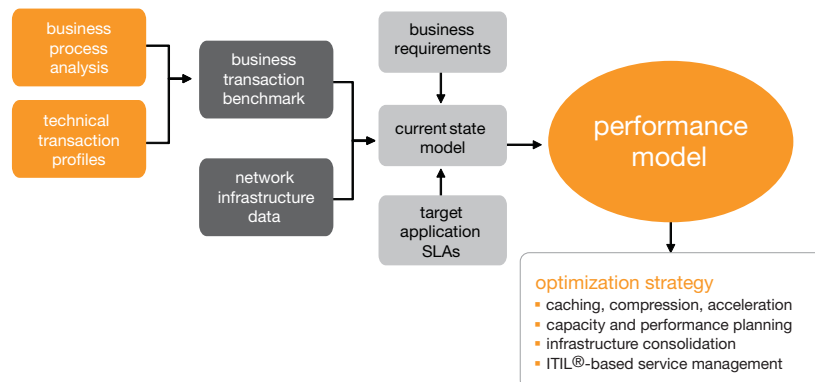 business
process
analysis
technical
transaction
profiles
business
transaction
benchmark
network
infrastructure
data
business
requirements
current state
model
target
application
SLAs
performance
model
optimization strategy
▪ caching, compression, acceleration
▪ capacity and performance planning
▪ infrastructure consolidation
▪ ITIL®-based service management